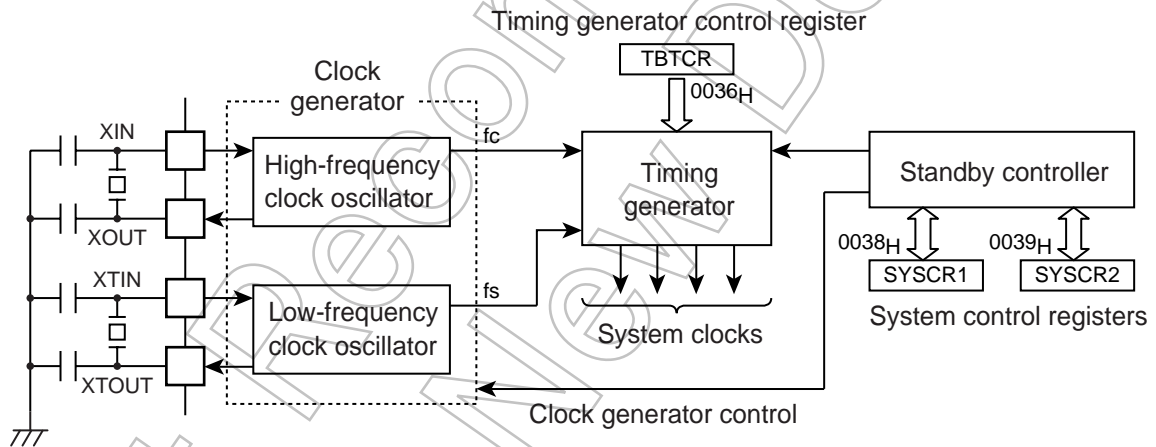 Timing generator control register
TBTCR
0036H
Clock
generator
XIN
XOUT
XTIN
XTOUT
High-frequency
clock oscillator
Low-frequency
clock oscillator
fc
fs
Timing
generator
System clocks
Standby controller
0038H
0039H
SYSCR1
SYSCR2
System control registers
Clock generator control